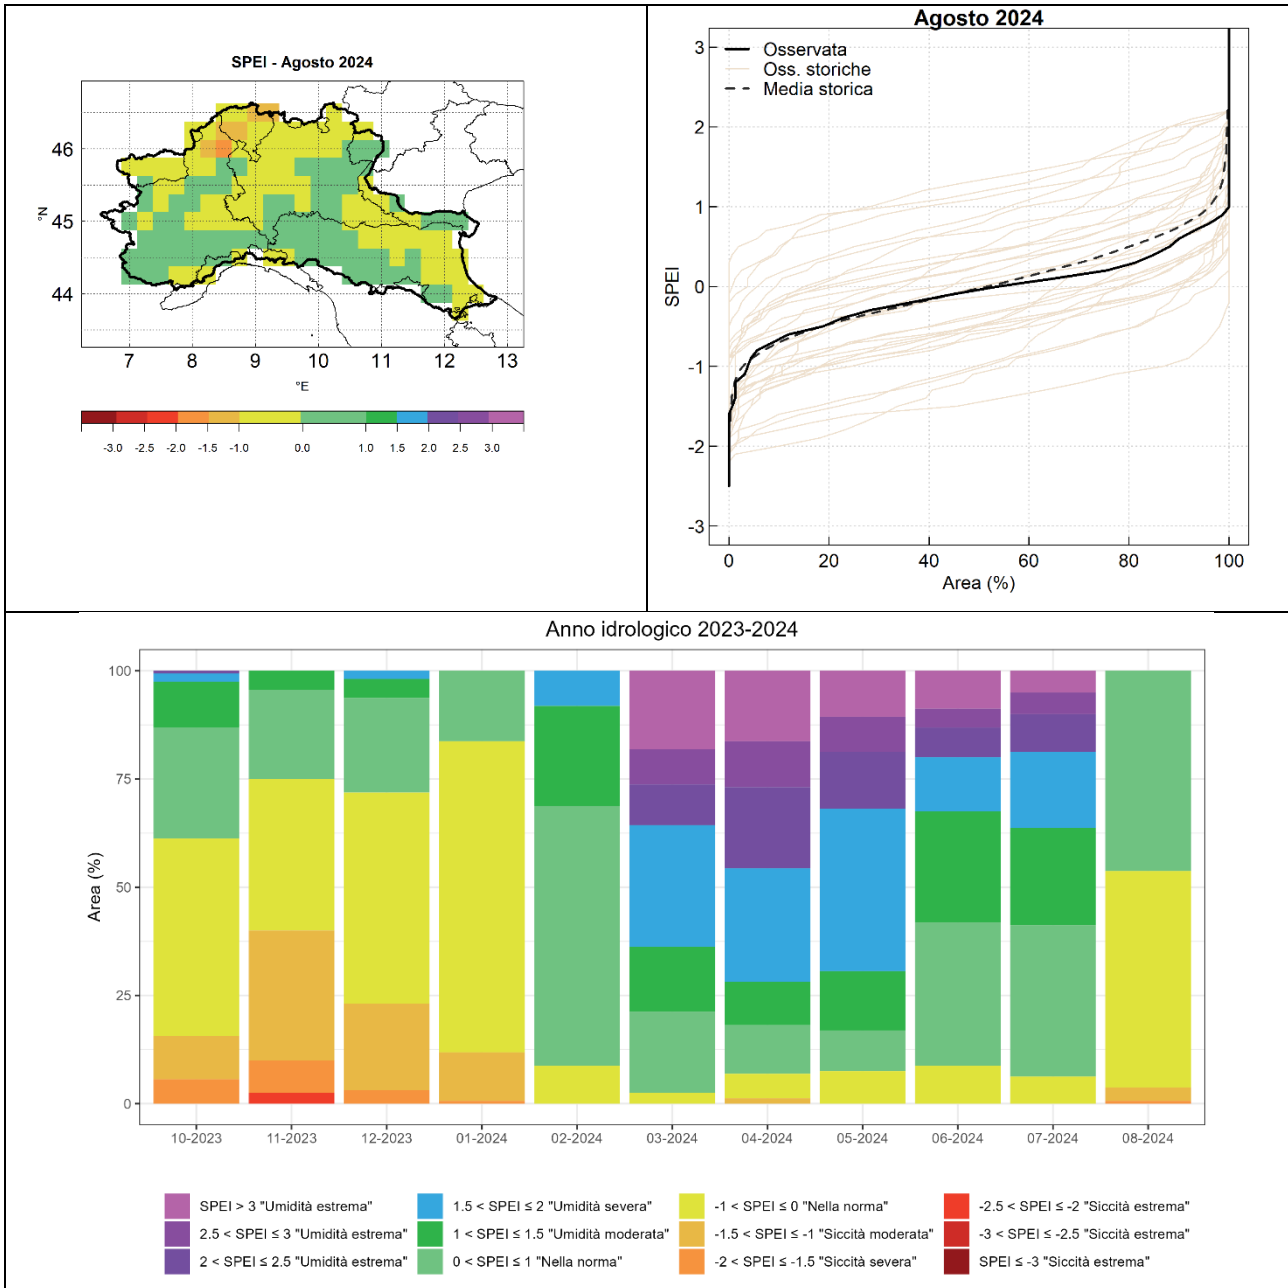 SPEI - Agosto 2024
46
45
44
°N
7 8 9 10 11 12 13
°E
-3.0 -2.5 -2.0 -1.5 -1.0 0.0 1.0 1.5 2.0 2.5 3.0
Agosto 2024
Osservata
Oss. storiche
Media storica
3
2
1
0
-1
-2
-3
SPEI
0 20 40 60 80 100
Area (%)
Anno idrologico 2023-2024
100
75
50
25
0
Area (%)
10-2023 11-2023 12-2023 01-2024 02-2024 03-2024 04-2024 05-2024 06-2024 07-2024 08-2024
SPEI > 3 "Umidità estrema" 1.5 < SPEI ≤ 2 "Umidità severa" -1 < SPEI ≤ 0 "Nella norma" -2.5 < SPEI ≤ -2 "Siccità estrema"
2.5 < SPEI ≤ 3 "Umidità estrema" 1 < SPEI ≤ 1.5 "Umidità moderata" -1.5 < SPEI ≤ -1 "Siccità moderata" -3 < SPEI ≤ -2.5 "Siccità estrema"
2 < SPEI ≤ 2.5 "Umidità estrema" 0 < SPEI ≤ 1 "Nella norma" -2 < SPEI ≤ -1.5 "Siccità severa" SPEI ≤ -3 "Siccità estrema"